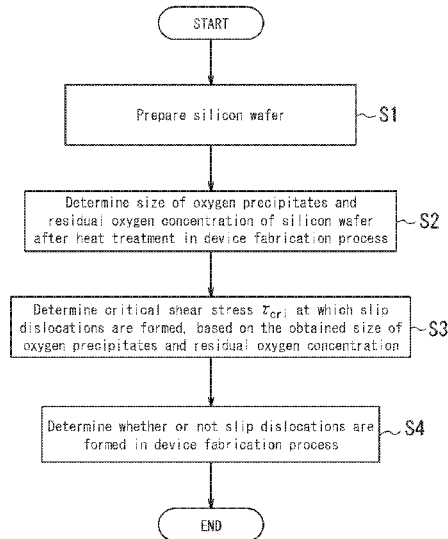 START
Prepare silicon wafer
S1
Determine size of oxygen precipitates and
residual oxygen concentration of silicon wafer
after heat treatment in device fabrication process
S2
Determine critical shear stress τcri at which slip
dislocations are formed, based on the obtained size of
oxygen precipitates and residual oxygen concentration
S3
Determine whether or not slip dislocations are
formed in device fabrication process
S4
END